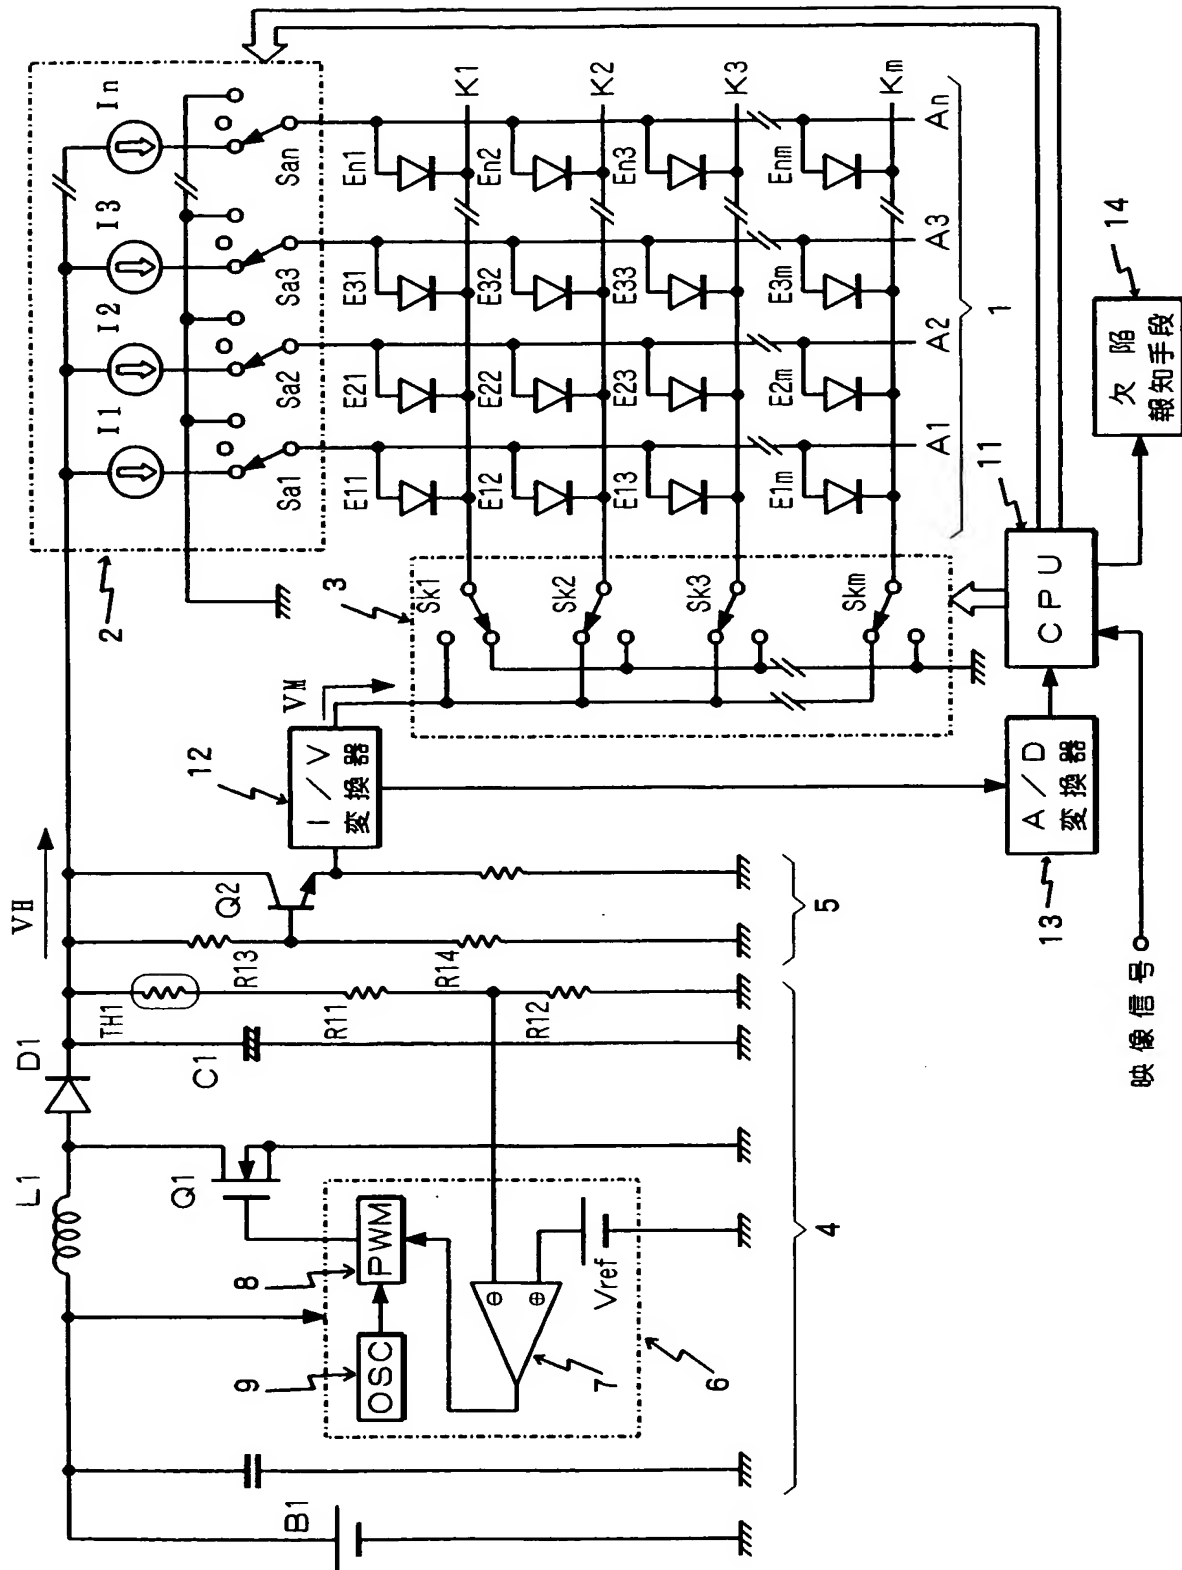 VH
VM
B1
L1
D1
Q1
C1
TH1
R11
R12
R13
R14
Q2
OSC
PWM
Vref
⊖
⊕
4
5
6
7
8
9
I/V
変換器
12
A/D
変換器
13
CPU
11
欠陥
報知手段
14
映像信号
1
2
3
I1
I2
I3
In
Sa1
Sa2
Sa3
San
Sk1
Sk2
Sk3
Skm
E11
E21
E31
En1
K1
E12
E22
E32
En2
K2
E13
E23
E33
En3
K3
E1m
E2m
E3m
Enm
Km
A1
A2
A3
An